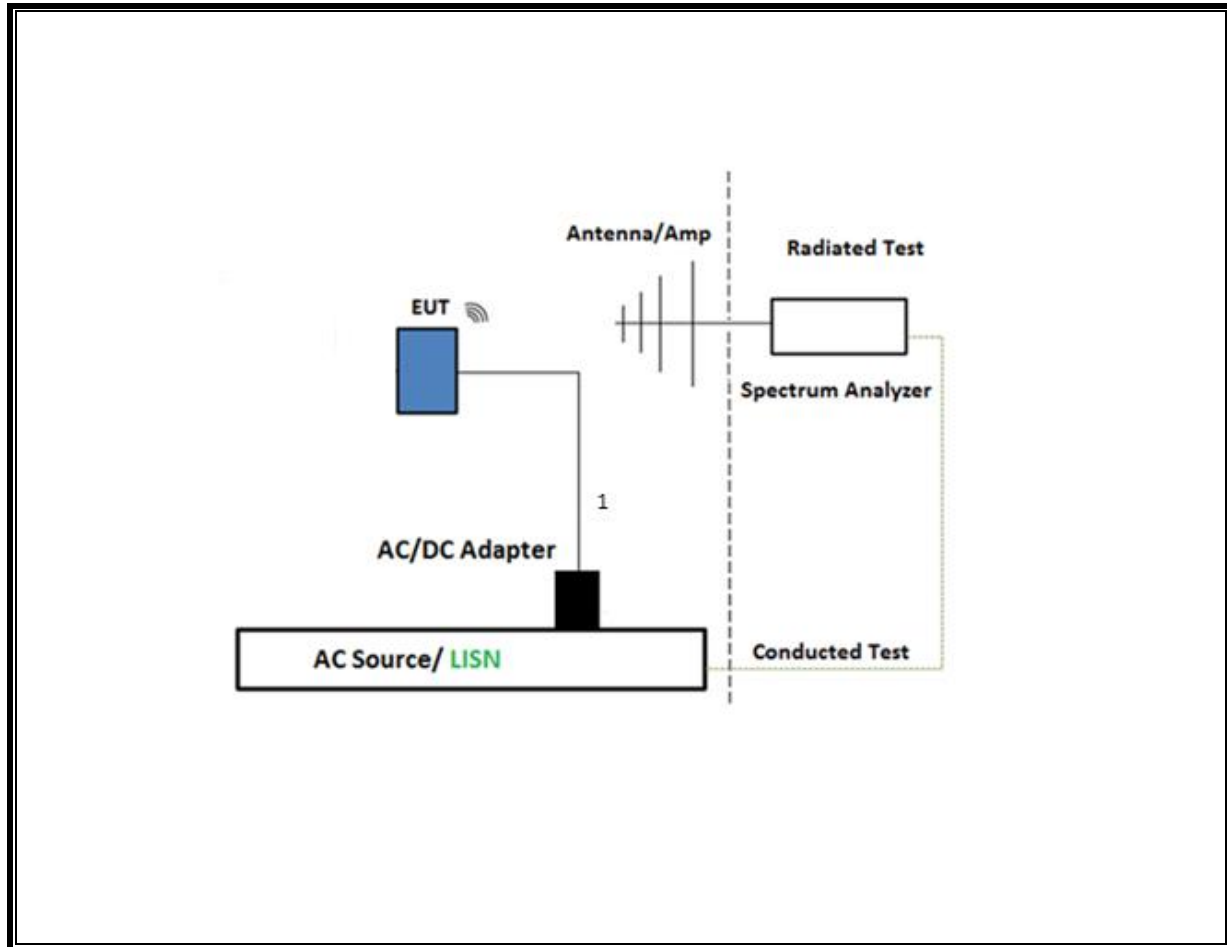 Antenna/Amp
Radiated Test
EUT
Spectrum Analyzer
1
AC/DC Adapter
AC Source/ LISN
Conducted Test